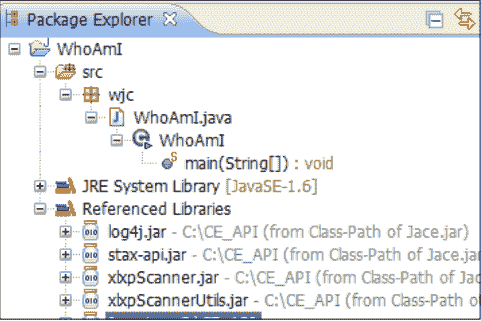 Package Explorer
WhoAmI
src
wjc
WhoAmI.java
WhoAmI
main(String[]) : void
JRE System Library [JavaSE-1.6]
Referenced Libraries
log4j.jar - C:\CE_API (from Class-Path of Jace.jar)
stax-api.jar - C:\CE_API (from Class-Path of Jace.jar
xlxpScanner.jar - C:\CE_API (from Class-Path of Jace
xlxpScannerUtils.jar - C:\CE_API (from Class-Path of